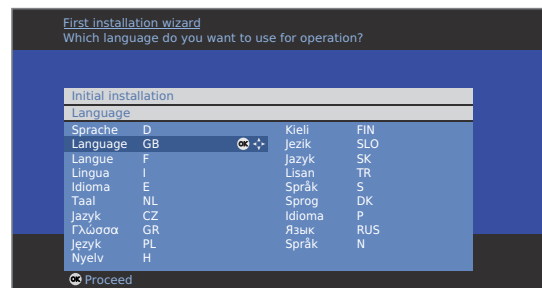 First installation wizard
Which language do you want to use for operation?
Initial installation
Language
Sprache D
Language GB OK
Langue F
Lingua I
Idioma E
Taal NL
Jazyk CZ
Γλώσσα GR
Język PL
Nyelv H
Kieli FIN
Jezik SLO
Jazyk SK
Lisan TR
Språk S
Sprog DK
Idioma P
Язык RUS
Språk N
OK Proceed